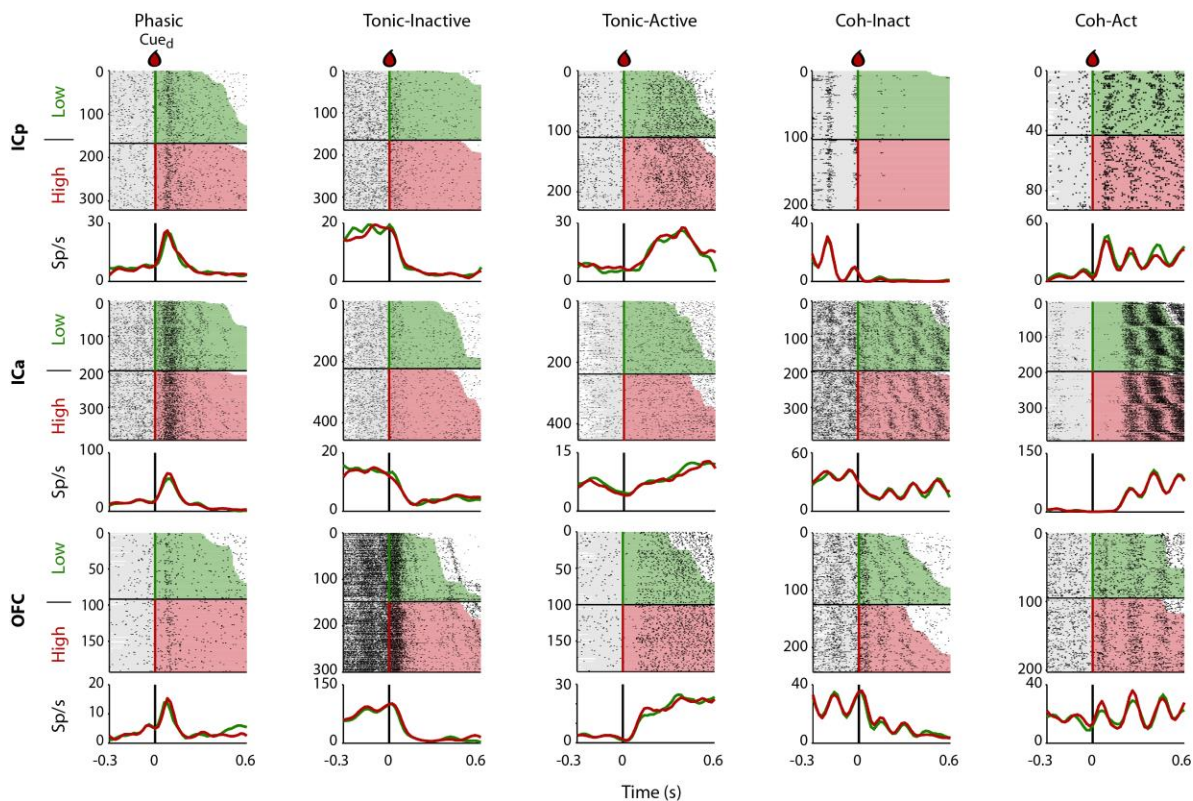 Phasic Tonic-Inactive Tonic-Active Coh-Inact Coh-Act
Cued
ICp
Low
High
0 100 200 300
0 100 200 300
0 100 200
0 100 200
0 40 80
Sp/s
30 0
20 0
30 0
40 0
60 0
ICa
Low
High
0 100 200 300
0 200 400
0 200 400
0 100 200 300
0 100 200 300
Sp/s
100 0
20 10 0
15 0
60 0
150 0
OFC
Low
High
0 50 100 150
0 100 200 300
0 50 100 150
0 100 200
0 100 200
Sp/s
20 10 0
150 0
30 0
40 0
40 0
-0.3 0 0.6 -0.3 0 0.6 -0.3 0 0.6 -0.3 0 0.6 -0.3 0 0.6
Time (s)